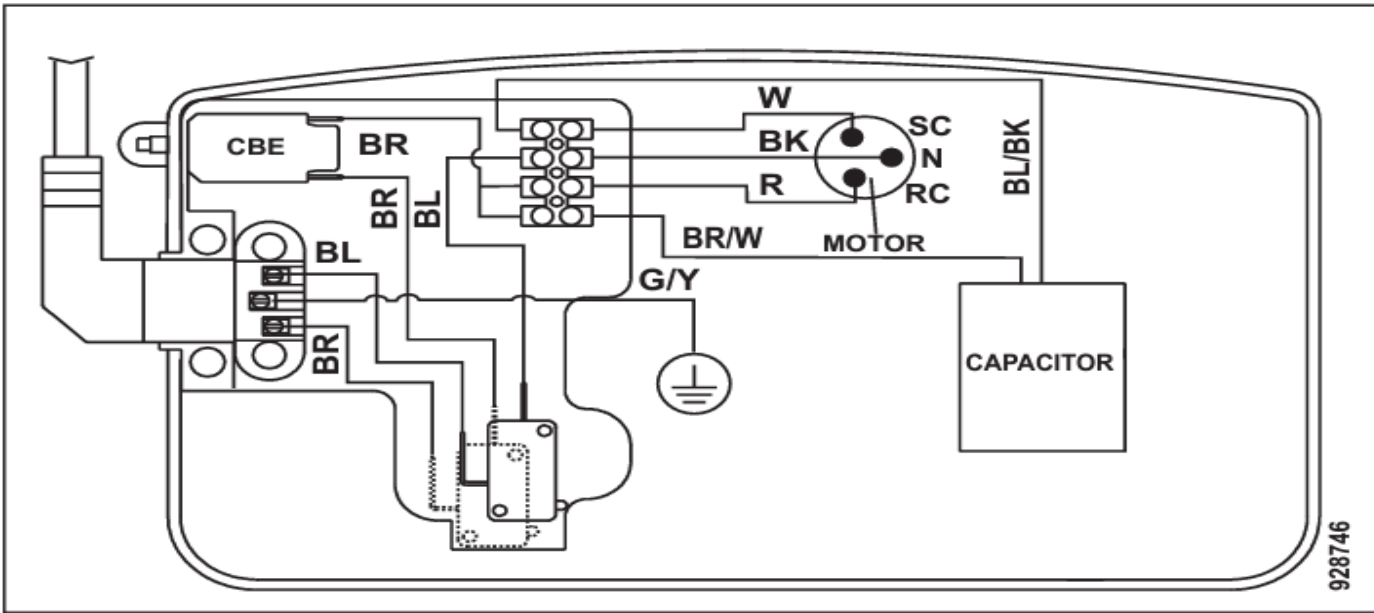 W
SC
CBE
BR
BK
N
BL/BK
R
RC
BR
BL
BR/W
MOTOR
BL
G/Y
BR
CAPACITOR
928746